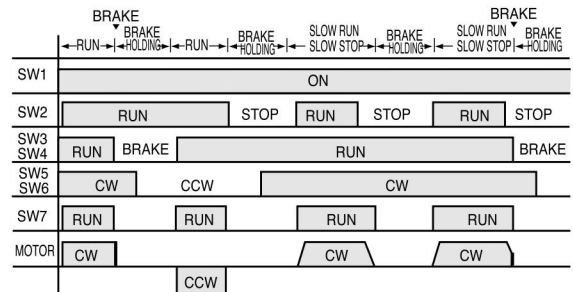 BRAKE BRAKE
RUN BRAKE HOLDING RUN BRAKE HOLDING SLOW RUN SLOW STOP BRAKE HOLDING SLOW RUN SLOW STOP BRAKE HOLDING
SW1 ON
SW2 RUN STOP RUN STOP RUN STOP
SW3 SW4 RUN BRAKE RUN BRAKE
SW5 SW6 CW CCW CW
SW7 RUN RUN RUN RUN
MOTOR CW CW CW
CCW